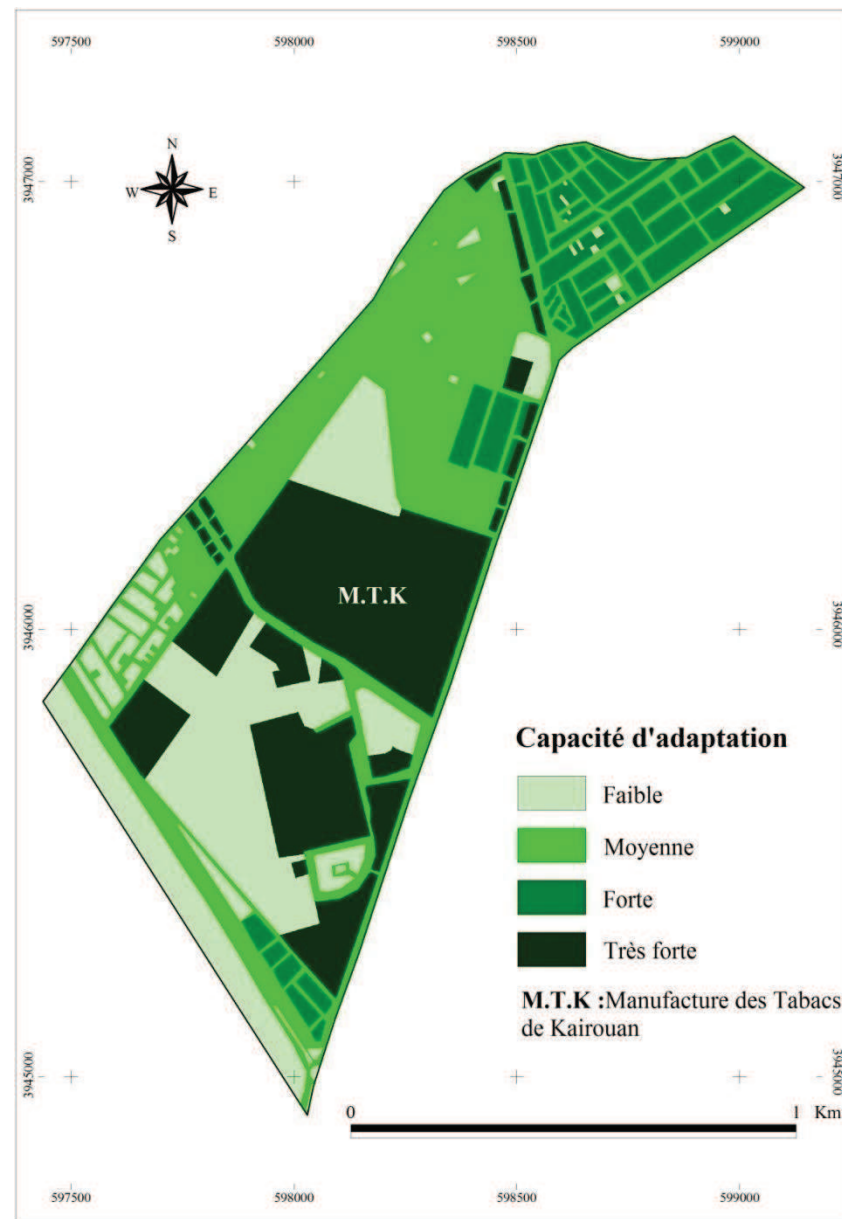 597500 598000 598500 599000
N
W E
S
3947000 3947000
M.T.K
3946000 3946000
Capacité d'adaptation
Faible
Moyenne
Forte
Très forte
M.T.K :Manufacture des Tabacs
de Kairouan
3945000 3945000
0 1 Km
597500 598000 598500 599000